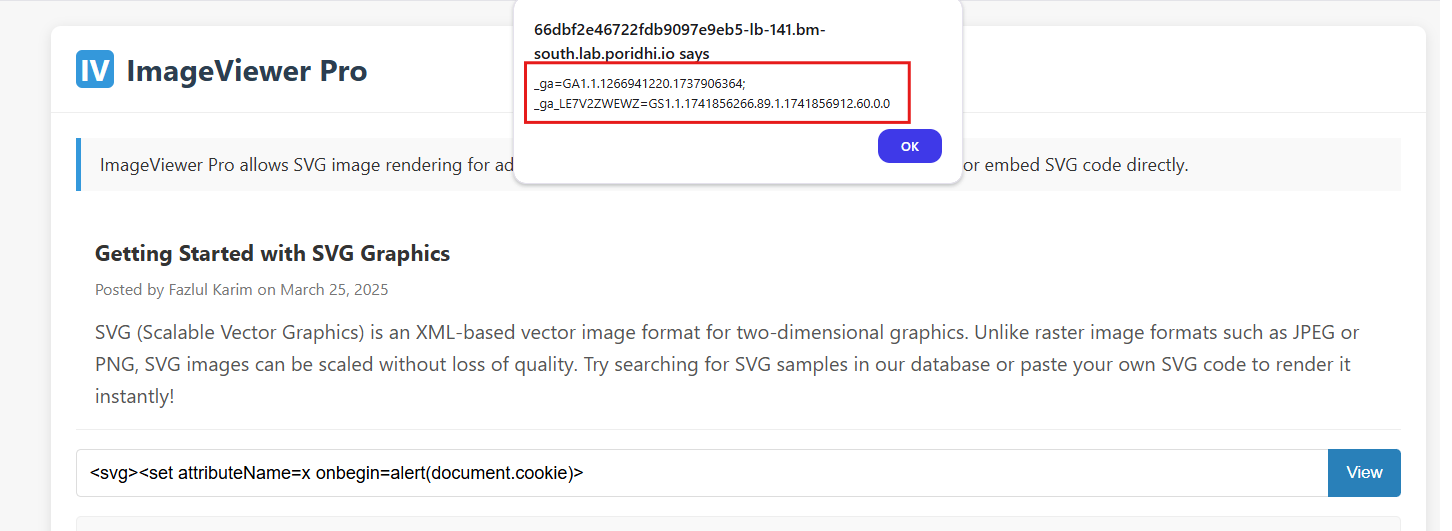 66dbf2e46722fdb9097e9eb5-lb-141.bm-
south.lab.poridhi.io says
_ga=GA1.1.1266941220.1737906364;
_ga_LE7V2ZWEWZ=GS1.1.1741856266.89.1.1741856912.60.0.0
OK
IV ImageViewer Pro
ImageViewer Pro allows SVG image rendering for ad or embed SVG code directly.
Getting Started with SVG Graphics
Posted by Fazlul Karim on March 25, 2025
SVG (Scalable Vector Graphics) is an XML-based vector image format for two-dimensional graphics. Unlike raster image formats such as JPEG or
PNG, SVG images can be scaled without loss of quality. Try searching for SVG samples in our database or paste your own SVG code to render it
instantly!
<svg><set attributeName=x onbegin=alert(document.cookie)>
View